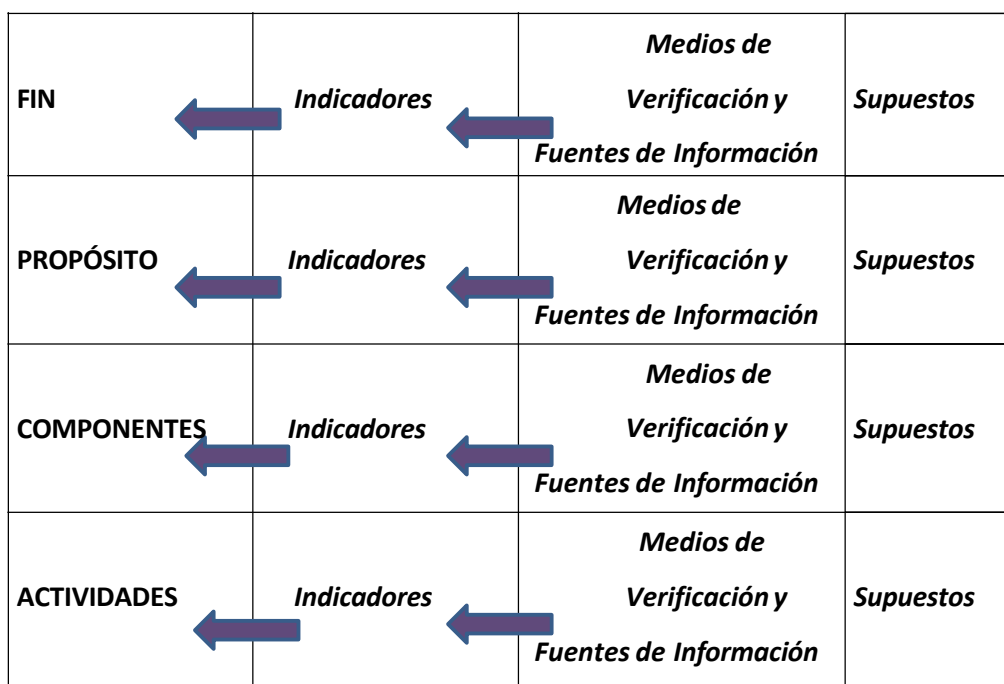 FIN
Indicadores
Medios de
Verificación y
Fuentes de Información
Supuestos
PROPÓSITO
Indicadores
Medios de
Verificación y
Fuentes de Información
Supuestos
COMPONENTES
Indicadores
Medios de
Verificación y
Fuentes de Información
Supuestos
ACTIVIDADES
Indicadores
Medios de
Verificación y
Fuentes de Información
Supuestos